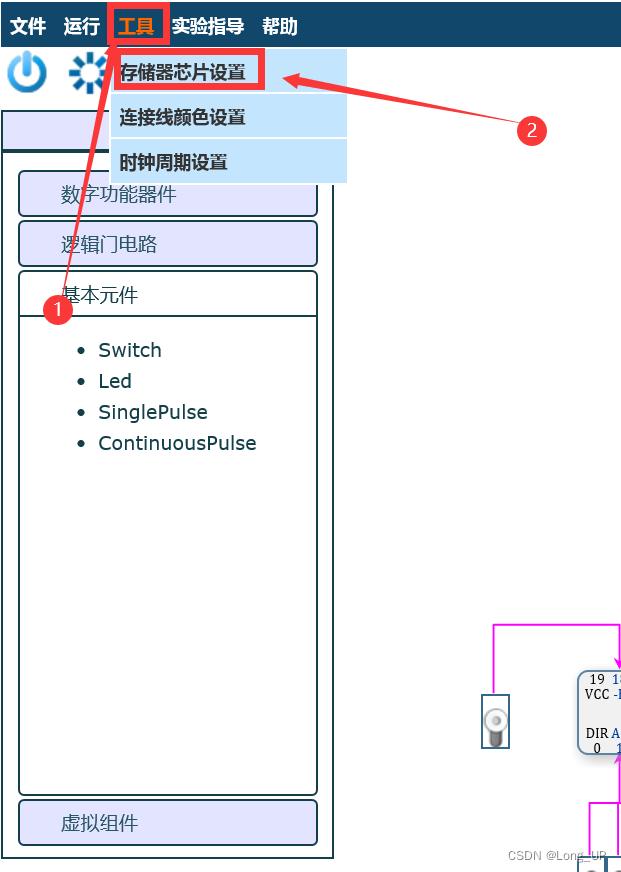 文件 运行 工具 实验指导 帮助
存储器芯片设置
2
连接线颜色设置
时钟周期设置
数字功能器件
逻辑门电路
基本元件
1
Switch
Led
SinglePulse
ContinuousPulse
19 18
VCC -E
DIR A
0 1
虚拟组件
CSDN @Long_UP